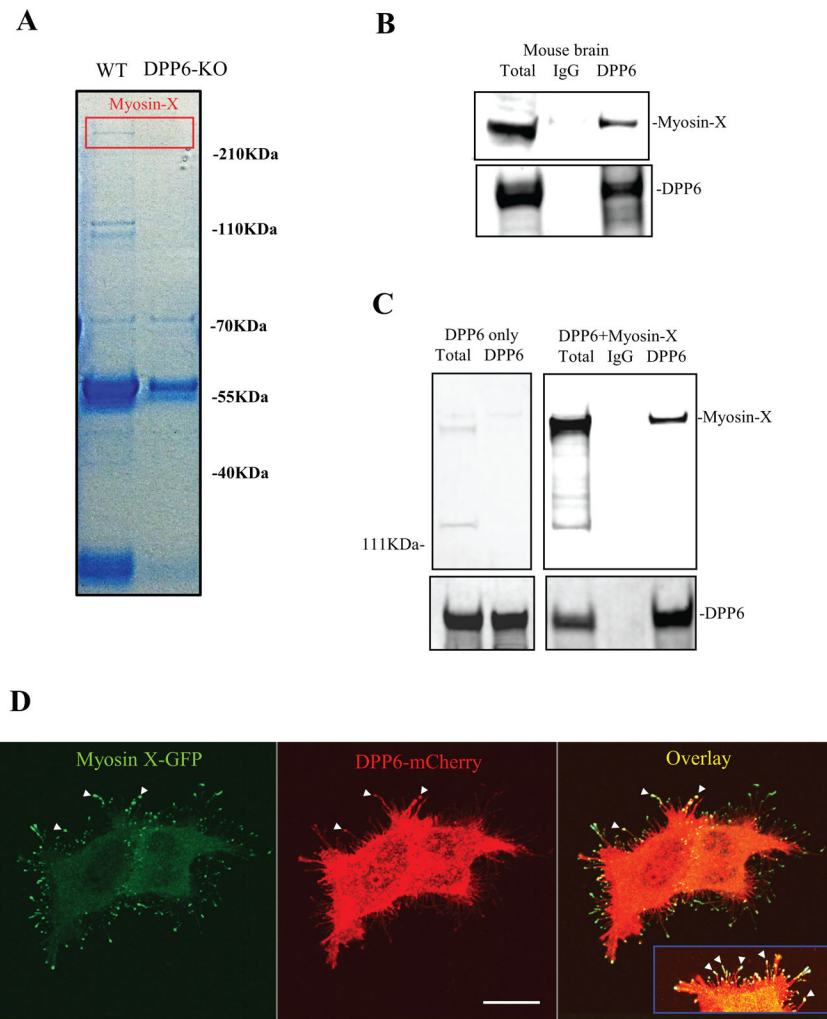 A
WT DPP6-KO
Myosin-X
-210KDa
-110KDa
-70KDa
-55KDa
-40KDa
B
Mouse brain
Total IgG DPP6
-Myosin-X
-DPP6
C
DPP6 only
Total DPP6
DPP6+Myosin-X
Total IgG DPP6
-Myosin-X
111KDa-
-DPP6
D
Myosin X-GFP
DPP6-mCherry
Overlay